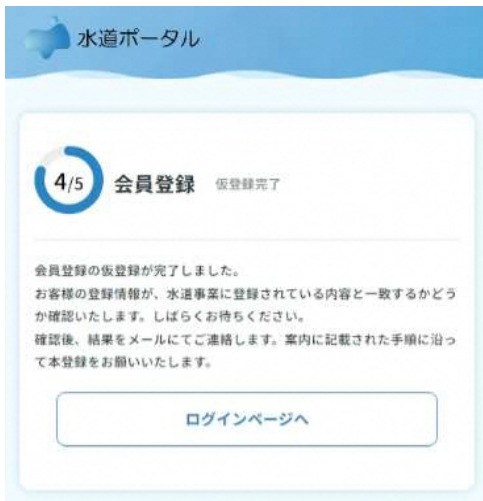 水道ポータル
4/5 会員登録 仮登録完了
会員登録の仮登録が完了しました。
お客様の登録情報が、水道事業に登録されている内容と一致するかどう
か確認いたします。しばらくお待ちください。
確認後、結果をメールにてご連絡します。案内に記載された手順に沿っ
て本登録をお願いいたします。
ログインページへ